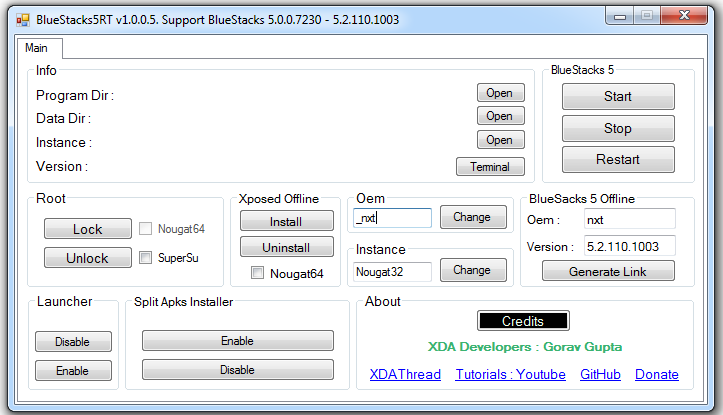 BlueStacks5RT v1.0.0.5. Support BlueStacks 5.0.0.7230 - 5.2.110.1003
Main
Info
Program Dir : Open
Data Dir : Open
Instance : Open
Version : Terminal
BlueStacks 5
Start
Stop
Restart
Root
Lock Nougat64
Unlock SuperSu
Xposed Offline
Install
Uninstall
Nougat64
Oem
_nxt Change
Instance
Nougat32 Change
BlueSacks 5 Offline
Oem : nxt
Version : 5.2.110.1003
Generate Link
Launcher
Disable
Enable
Split Apks Installer
Enable
Disable
About
Credits
XDA Developers : Gorav Gupta
XDAThread Tutorials : Youtube GitHub Donate